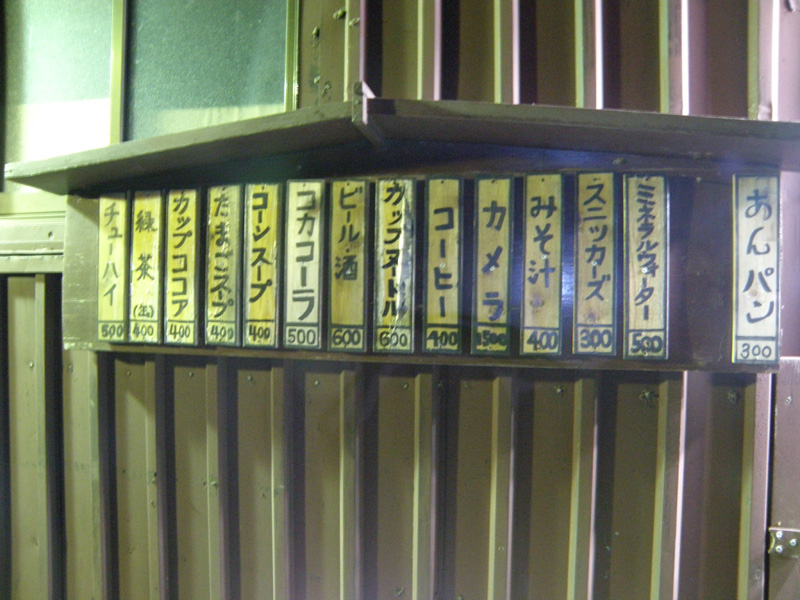 あんパン
300
ミネラルウォーター
500
スニッカーズ
300
みそ汁
400
カメラ
1500
コーヒー
400
カップヌードル
600
ビール・酒
600
コカコーラ
500
コーンスープ
400
たまごスープ
400
カップココア
400
緑茶
400
チューハイ
500